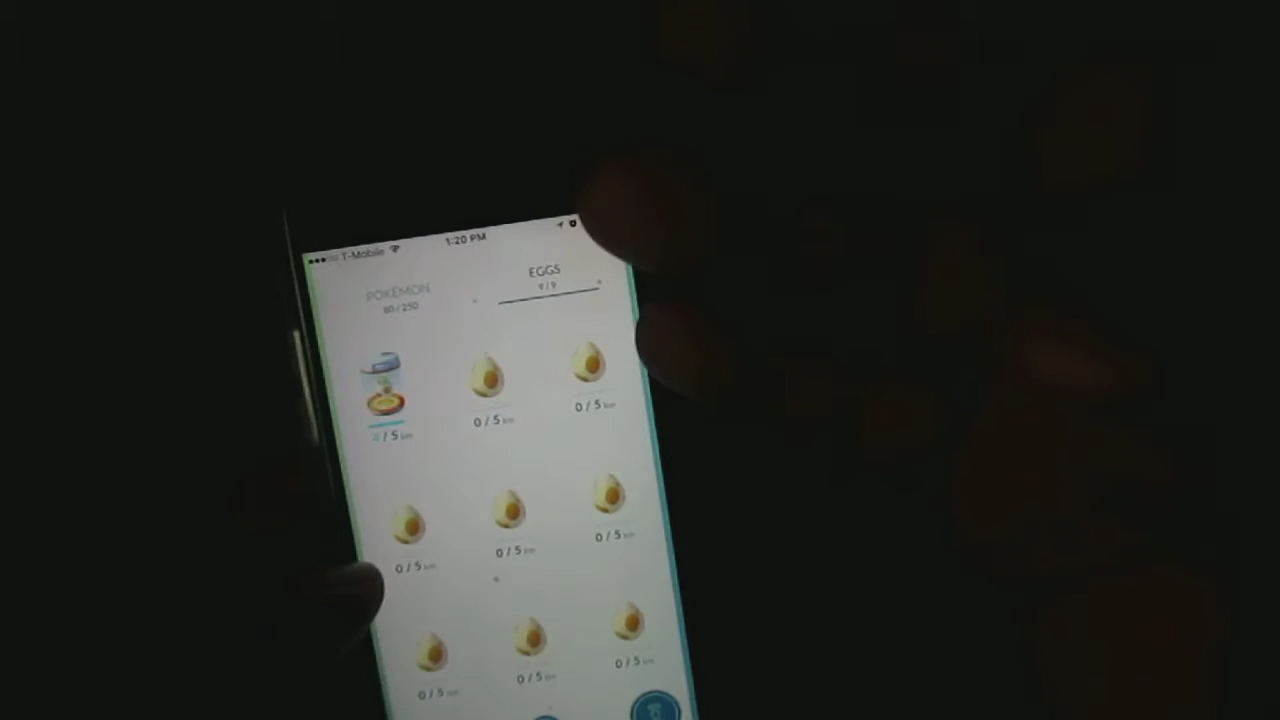 T-Mobile 1:20 PM
POKÉMON EGGS
80 / 250 9 / 9
/ 5 km 0 / 5 km 0 / 5 km
0 / 5 km 0 / 5 km 0 / 5 km
0 / 5 km 0 / 5 km 0 / 5 km